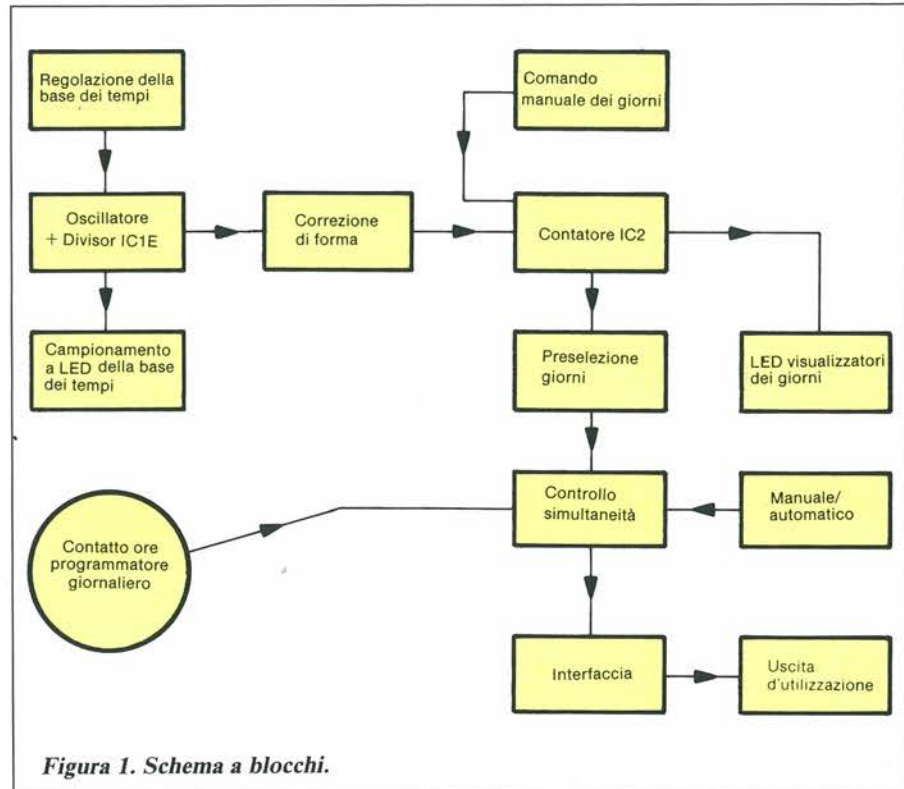 Regolazione della
base dei tempi
Comando
manuale dei giorni
Oscillatore
+ Divisor IC1E
Correzione
di forma
Contatore IC2
Campionamento
a LED della base
dei tempi
Preselezione
giorni
LED visualizzatori
dei giorni
Contatto ore
programmatore
giornaliero
Controllo
simultaneità
Manuale/
automatico
Interfaccia
Uscita
d'utilizzazione
Figura 1. Schema a blocchi.